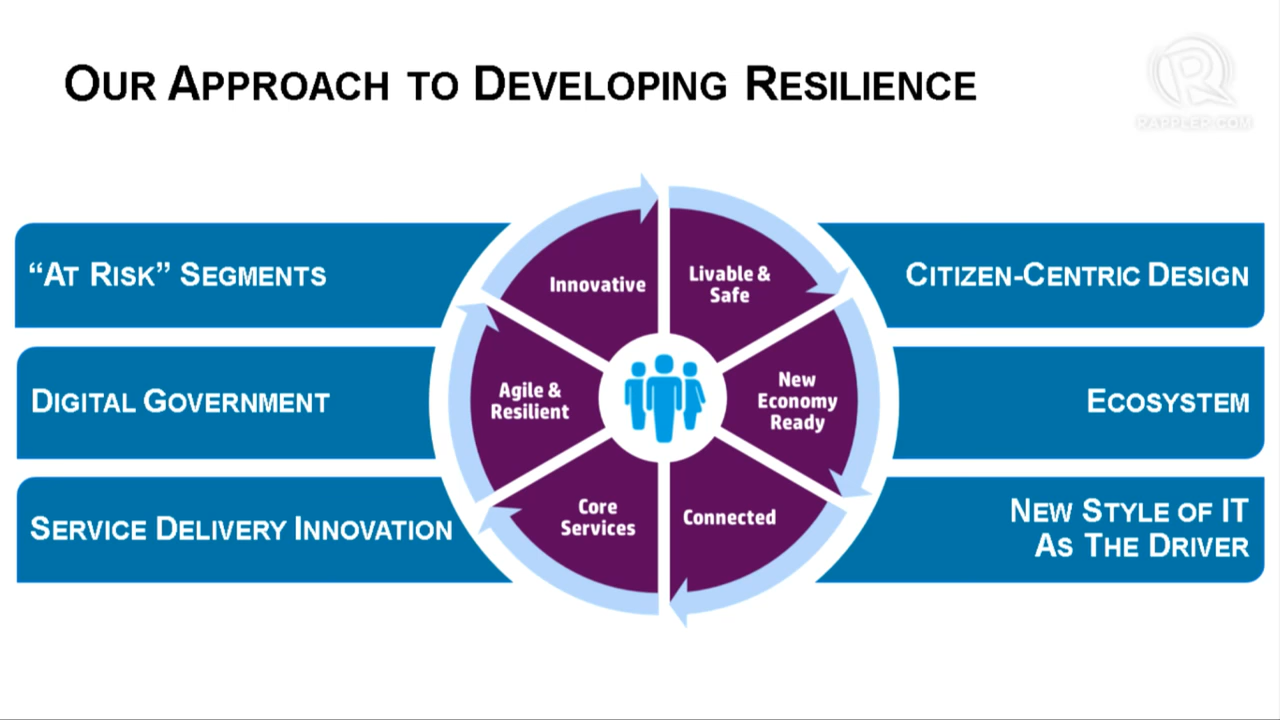 OUR APPROACH TO DEVELOPING RESILIENCE
R
RAPPLER.COM
“AT RISK” SEGMENTS
DIGITAL GOVERNMENT
SERVICE DELIVERY INNOVATION
Innovative
Livable &
Safe
Agile &
Resilient
New
Economy
Ready
Core
Services
Connected
CITIZEN-CENTRIC DESIGN
ECOSYSTEM
NEW STYLE OF IT
AS THE DRIVER